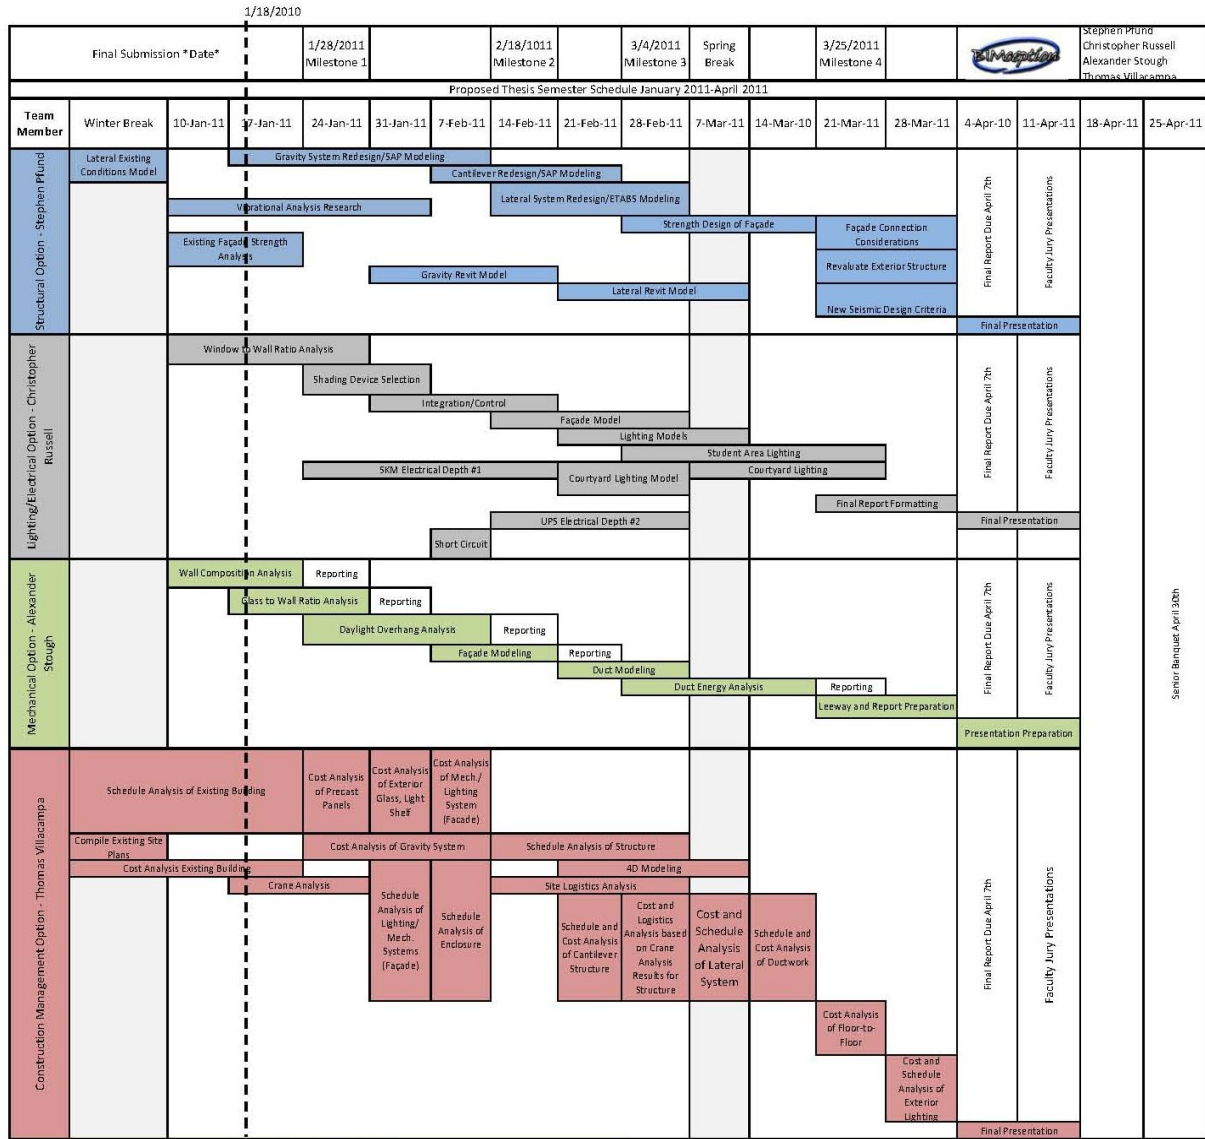 1/18/2010
Final Submission *Date*
1/28/2011
Milestone 1
2/18/1011
Milestone 2
3/4/2011
Milestone 3
Spring
Break
3/25/2011
Milestone 4
BIMception
Stephen Pfund
Christopher Russell
Alexander Stough
Thomas Villacampa
Proposed Thesis Semester Schedule January 2011-April 2011
Team
Member
Winter Break
10-Jan-11
17-Jan-11
24-Jan-11
31-Jan-11
7-Feb-11
14-Feb-11
21-Feb-11
28-Feb-11
7-Mar-11
14-Mar-10
21-Mar-11
28-Mar-11
4-Apr-10
11-Apr-11
18-Apr-11
25-Apr-11
Structural Option - Stephen Pfund
Lateral Existing
Conditions Model
Gravity System Redesign/SAP Modeling
Cantilever Redesign/SAP Modeling
Lateral System Redesign/ETABS Modeling
Vibrational Analysis Research
Strength Design of Façade
Façade Connection
Considerations
Existing Façade Strength
Analysis
Revaluate Exterior Structure
Gravity Revit Model
Lateral Revit Model
New Seismic Design Criteria
Final Report Due April 7th
Faculty Jury Presentations
Final Presentation
Lighting/Electrical Option - Christopher
Russell
Window to Wall Ratio Analysis
Shading Device Selection
Integration/Control
Façade Model
Lighting Models
Student Area Lighting
SKM Electrical Depth #1
Courtyard Lighting Model
Courtyard Lighting
Final Report Formatting
UPS Electrical Depth #2
Short Circuit
Final Report Due April 7th
Faculty Jury Presentations
Final Presentation
Mechanical Option - Alexander
Stough
Wall Composition Analysis
Reporting
Glass to Wall Ratio Analysis
Reporting
Daylight Overhang Analysis
Reporting
Façade Modeling
Reporting
Duct Modeling
Duct Energy Analysis
Reporting
Leeway and Report Preparation
Final Report Due April 7th
Faculty Jury Presentations
Presentation Preparation
Senior Banquet April 30th
Construction Management Option - Thomas Villacampa
Schedule Analysis of Existing Building
Cost Analysis
of Precast
Panels
Cost Analysis
of Exterior
Glass, Light
Shelf
Cost Analysis
of Mech./
Lighting
System
(Facade)
Compile Existing Site
Plans
Cost Analysis of Gravity System
Schedule Analysis of Structure
Cost Analysis Existing Building
4D Modeling
Crane Analysis
Site Logistics Analysis
Schedule
Analysis of
Lighting/
Mech.
Systems
(Façade)
Schedule
Analysis of
Enclosure
Schedule and
Cost Analysis
of Cantilever
Structure
Cost and
Logistics
Analysis based
on Crane
Analysis
Results for
Structure
Cost and
Schedule
Analysis
of Lateral
System
Schedule and
Cost Analysis
of Ductwork
Cost Analysis
of Floor-to-
Floor
Cost and
Schedule
Analysis of
Exterior
Lighting
Final Report Due April 7th
Faculty Jury Presentations
Final Presentation